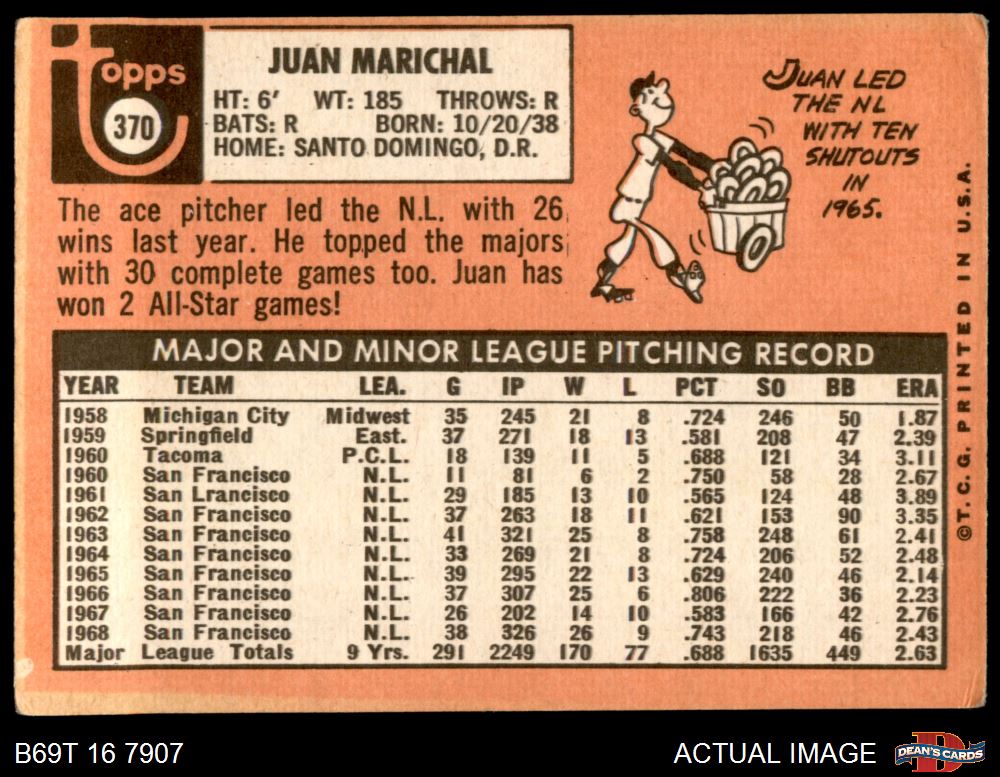 topps
370
JUAN MARICHAL
HT: 6′ WT: 185 THROWS: R
BATS: R BORN: 10/20/38
HOME: SANTO DOMINGO, D.R.
JUAN LED
THE NL
WITH TEN
SHUTOUTS
IN
1965.
The ace pitcher led the N.L. with 26
wins last year. He topped the majors
with 30 complete games too. Juan has
won 2 All-Star games!
MAJOR AND MINOR LEAGUE PITCHING RECORD
YEAR TEAM LEA. G IP W L PCT SO BB ERA
1958 Michigan City Midwest 35 245 21 8 .724 246 50 1.87
1959 Springfield East. 37 271 18 13 .581 208 47 2.39
1960 Tacoma P.C.L. 18 139 11 5 .688 121 34 3.11
1960 San Francisco N.L. 11 81 6 2 .750 58 28 2.67
1961 San Lrancisco N.L. 29 185 13 10 .565 124 48 3.89
1962 San Francisco N.L. 37 263 18 11 .621 153 90 3.35
1963 San Francisco N.L. 41 321 25 8 .758 248 61 2.41
1964 San Francisco N.L. 33 269 21 8 .724 206 52 2.48
1965 San Francisco N.L. 39 295 22 13 .629 240 46 2.14
1966 San Francisco N.L. 37 307 25 6 .806 222 36 2.23
1967 San Francisco N.L. 26 202 14 10 .583 166 42 2.76
1968 San Francisco N.L. 38 326 26 9 .743 218 46 2.43
Major League Totals 9 Yrs. 291 2249 170 77 .688 1635 449 2.63
©T. C. G. PRINTED IN U.S.A.
B69T 16 7907
ACTUAL IMAGE
D
DEAN'S CARDS